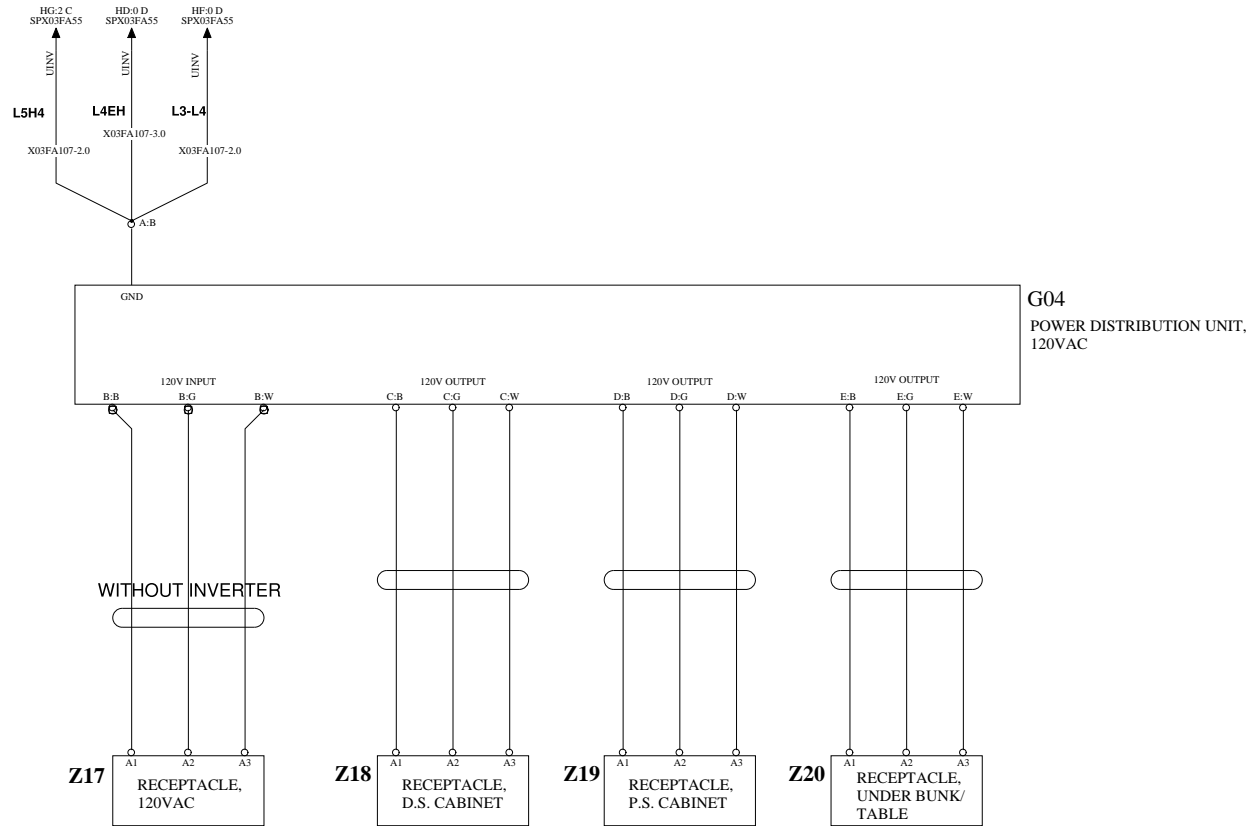 HG:2 C
SPX03FA55
HD:0 D
SPX03FA55
HF:0 D
SPX03FA55
UINV
UINV
UINV
L5H4
L4EH
L3-L4
X03FA107-3.0
X03FA107-2.0
X03FA107-2.0
A:B
GND
G04
POWER DISTRIBUTION UNIT,
120VAC
120V INPUT
120V OUTPUT
120V OUTPUT
120V OUTPUT
B:B
B:G
B:W
C:B
C:G
C:W
D:B
D:G
D:W
E:B
E:G
E:W
WITHOUT INVERTER
Z17
A1
A2
A3
RECEPTACLE,
120VAC
Z18
A1
A2
A3
RECEPTACLE,
D.S. CABINET
Z19
A1
A2
A3
RECEPTACLE,
P.S. CABINET
Z20
A1
A2
A3
RECEPTACLE,
UNDER BUNK/
TABLE